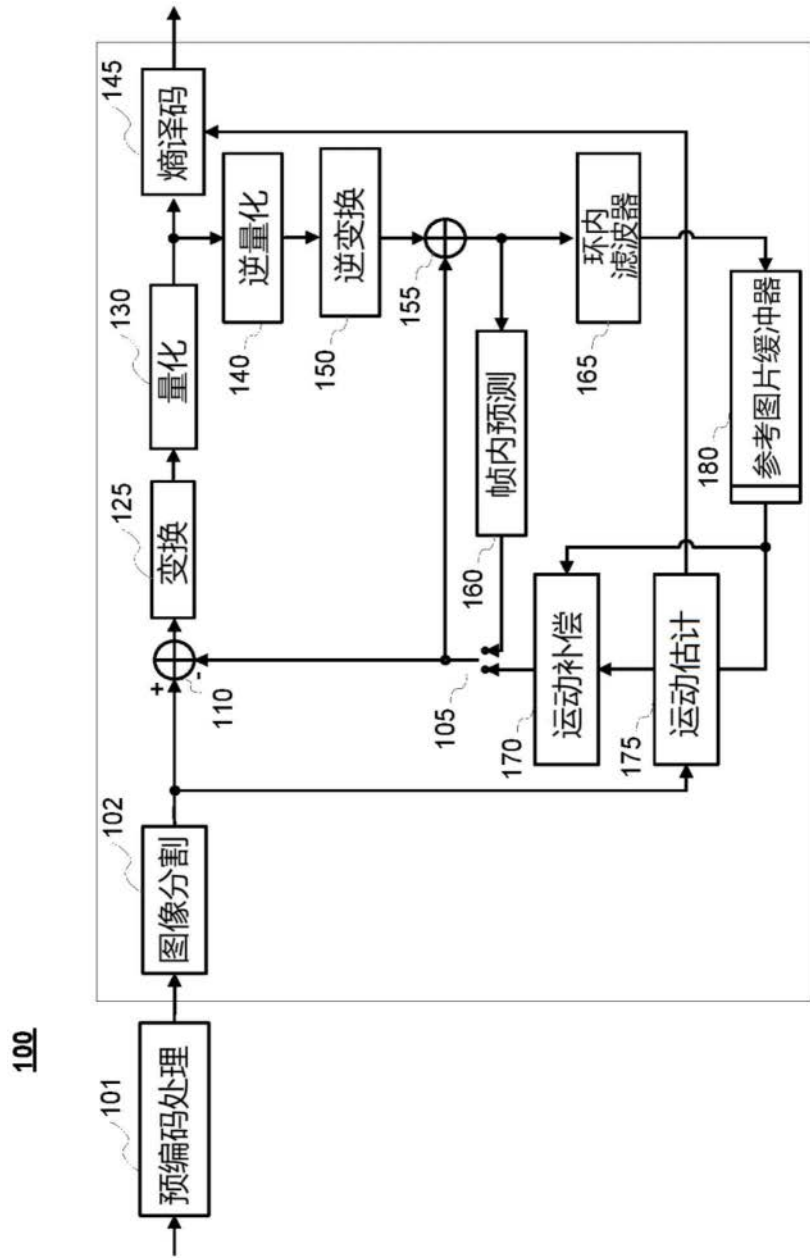 100
101
预编码处理
102
图像分割
+
-
110
125
变换
130
量化
145
熵译码
140
逆量化
150
逆变换
155
105
160
帧内预测
165
环内
滤波器
170
运动补偿
175
运动估计
180
参考图片缓冲器